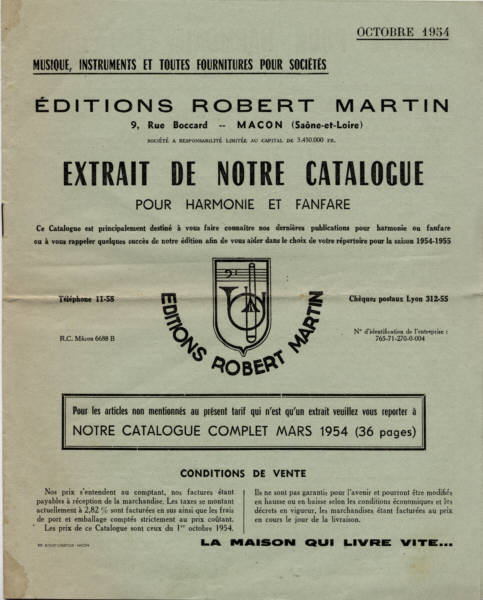 OCTOBRE 1954
MUSIQUE, INSTRUMENTS ET TOUTES FOURNITURES POUR SOCIÉTÉS
ÉDITIONS ROBERT MARTIN
9, Rue Boccard -- MACON (Saône-et-Loire)
SOCIÉTÉ A RESPONSABILITÉ LIMITÉE AU CAPITAL DE 3.430.000 FR.
EXTRAIT DE NOTRE CATALOGUE
POUR HARMONIE ET FANFARE
Ce Catalogue est principalement destiné à vous faire connaître nos dernières publications pour harmonie ou fanfare
ou à vous rappeler quelques succès de notre édition afin de vous aider dans le choix de votre répertoire pour la saison 1954-1955
Téléphone 11-58
Chèques postaux Lyon 312-55
EDITIONS ROBERT MARTIN
R.C. Mâcon 6688 B
N° d'identification de l'entreprise :
765-71-270-0-004
Pour les articles non mentionnés au présent tarif qui n'est qu'un extrait veuillez vous reporter à
NOTRE CATALOGUE COMPLET MARS 1954 (36 pages)
CONDITIONS DE VENTE
Nos prix s'entendent au comptant, nos factures étant
payables à réception de la marchandise. Les taxes se montant
actuellement à 2,82 % sont facturées en sus ainsi que les frais
de port et emballage comptés strictement au prix coûtant.
Les prix de ce Catalogue sont ceux du 1er octobre 1954.
Ils ne sont pas garantis pour l'avenir et pourront être modifiés
en hausse ou en baisse selon les conditions économiques et les
décrets en vigueur, les marchandises étant facturées au prix
en cours le jour de la livraison.
LA MAISON QUI LIVRE VITE...